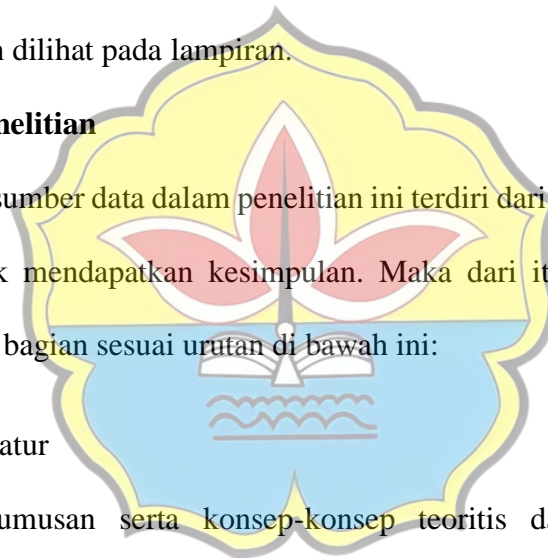 dilihat pada lampiran.
nelitian
sumber data dalam penelitian ini terdiri dari
mendapatkan kesimpulan. Maka dari it
bagian sesuai urutan di bawah ini:
atur
umusan serta konsep-konsep teoritis da